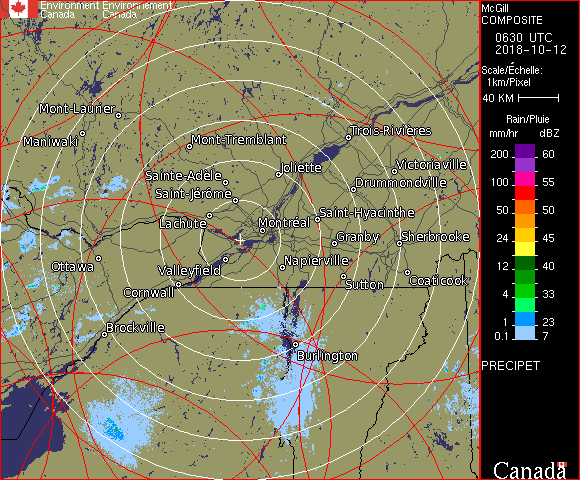 Environment Environnement
Canada Canada
McGill
COMPOSITE
0630 UTC
2018-10-12
Scale/Échelle:
1km/Pixel
40 KM
Rain/Pluie
mm/hr dBZ
200 60
100 55
50 50
24 45
12 40
4 33
1 23
0.1 7
PRECIPET
Canada
Mont-Laurier
Maniwaki
Mont-Tremblant
Trois-Rivières
Joliette
Victoriaville
Sainte-Adèle
Drummondville
Saint-Jérôme
Saint-Hyacinthe
Lachute
Montréal
Granby
Sherbrooke
Ottawa
Valleyfield
Napierville
Cornwall
Sutton
Coaticook
Brockville
Burlington